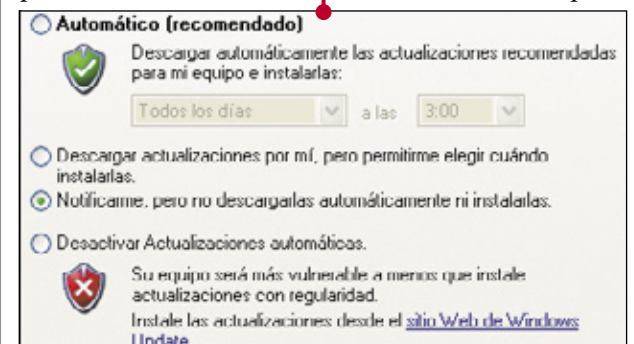 Automático (recomendado)
Descargar automáticamente las actualizaciones recomendadas
para mi equipo e instalarlas:
Todos los días a las 3:00
Descargar actualizaciones por mí, pero permitirme elegir cuándo
instalarlas.
Notificarme, pero no descargarlas automáticamente ni instalarlas.
Desactivar Actualizaciones automáticas.
Su equipo será más vulnerable a menos que instale
actualizaciones con regularidad.
Instale las actualizaciones desde el sitio Web de Windows
Update.